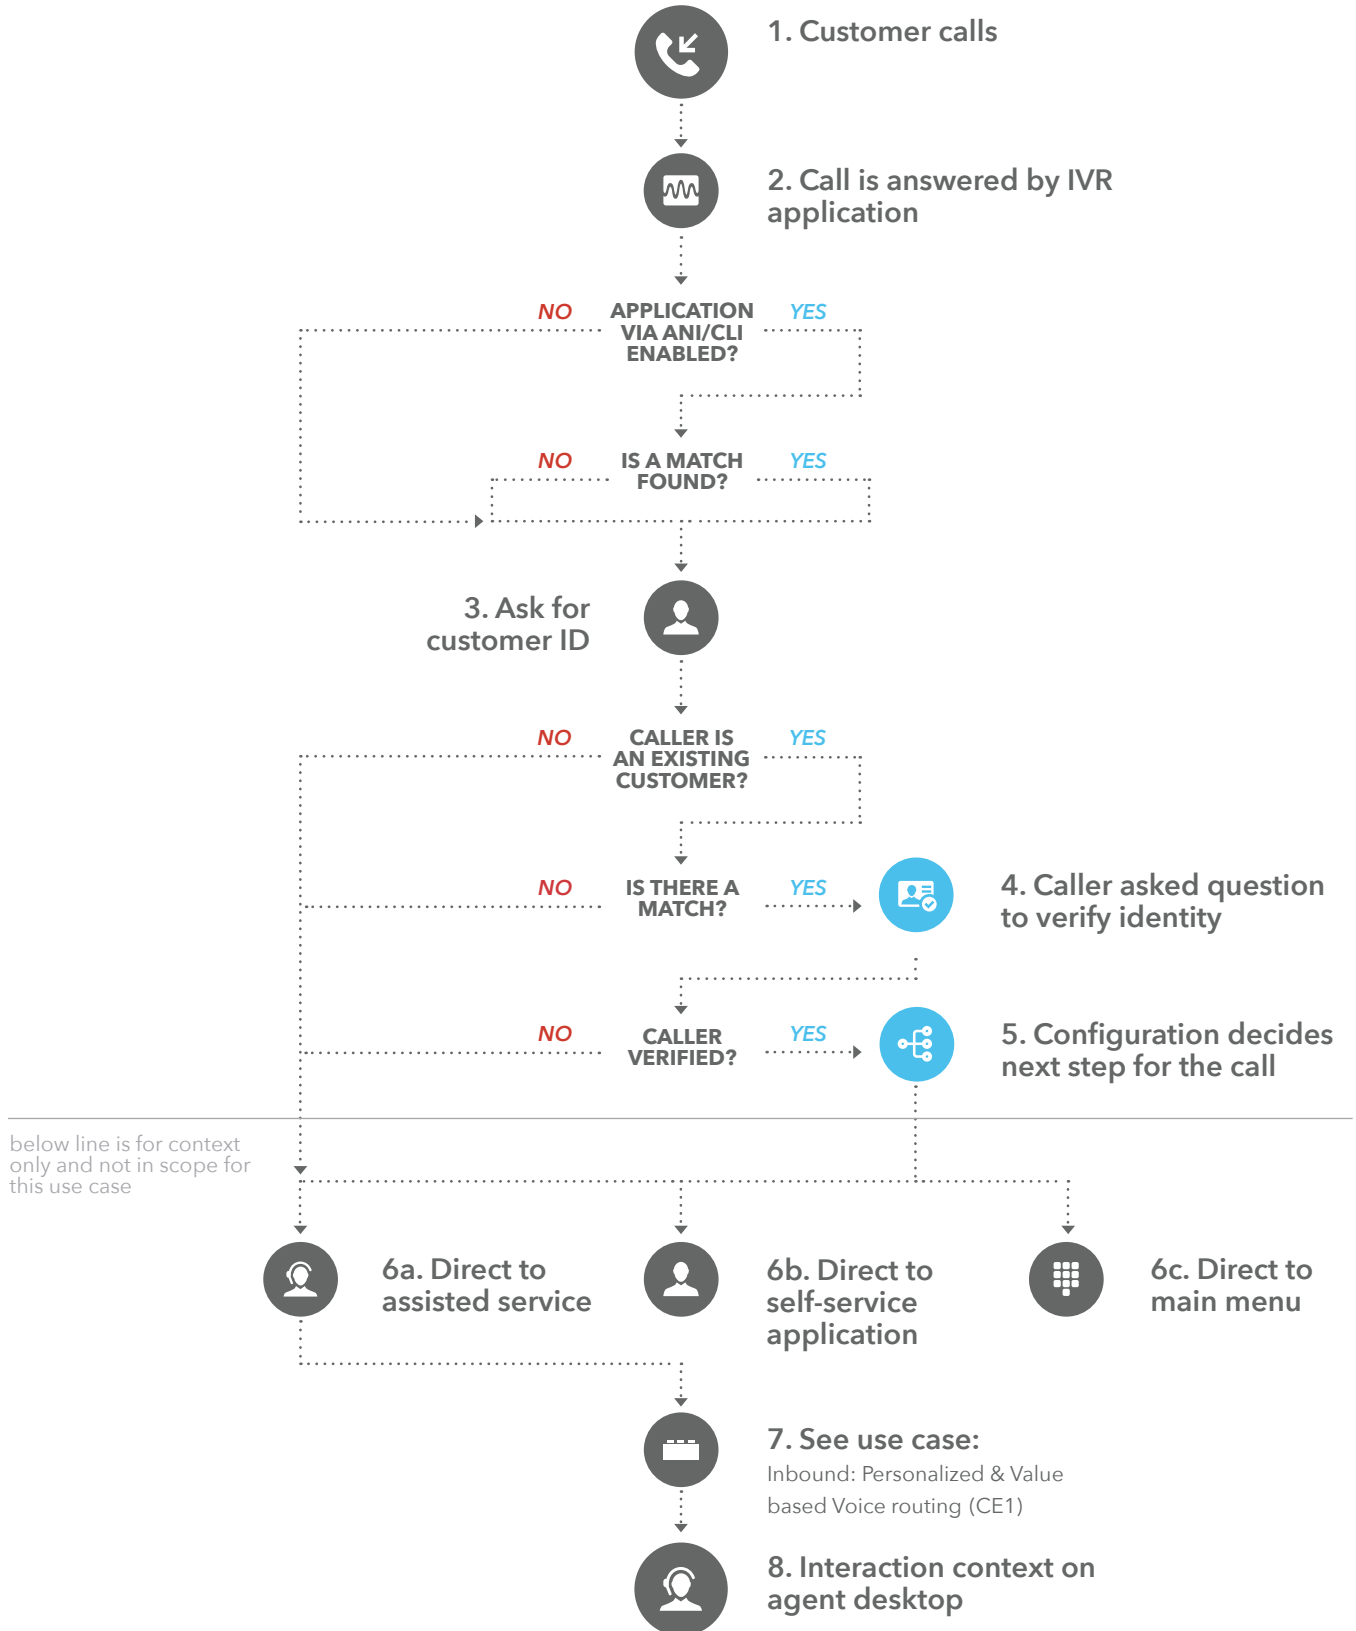 1. Customer calls
2. Call is answered by IVR
application
NO
APPLICATION
VIA ANI/CLI
ENABLED?
YES
NO
IS A MATCH
FOUND?
YES
3. Ask for
customer ID
NO
CALLER IS
AN EXISTING
CUSTOMER?
YES
NO
IS THERE A
MATCH?
YES
4. Caller asked question
to verify identity
NO
CALLER
VERIFIED?
YES
5. Configuration decides
next step for the call
below line is for context
only and not in scope for
this use case
6a. Direct to
assisted service
6b. Direct to
self-service
application
6c. Direct to
main menu
7. See use case:
Inbound: Personalized & Value
based Voice routing (CE1)
8. Interaction context on
agent desktop